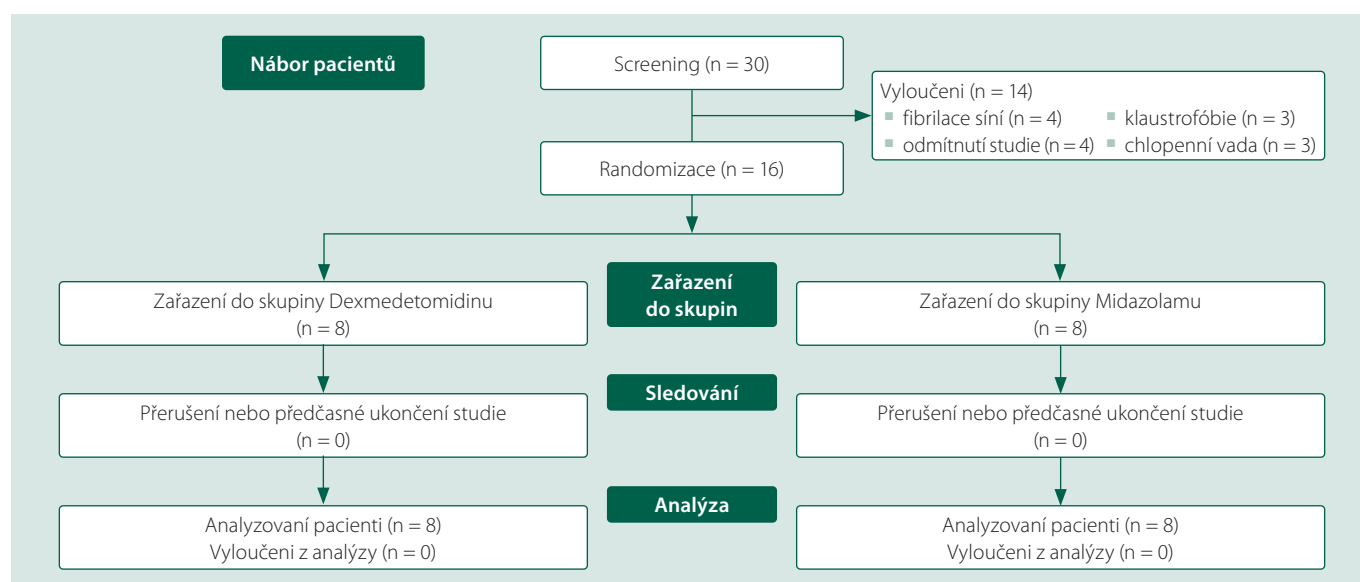 Nábor pacientů
Screening (n = 30)
Vyloučeni (n = 14)
▪ fibrilace síní (n = 4) ▪ klaustrofóbie (n = 3)
▪ odmítnutí studie (n = 4) ▪ chlopenní vada (n = 3)
Randomizace (n = 16)
Zařazení
do skupin
Zařazení do skupiny Dexmedetomidinu
(n = 8)
Zařazení do skupiny Midazolamu
(n = 8)
Sledování
Přerušení nebo předčasné ukončení studie
(n = 0)
Přerušení nebo předčasné ukončení studie
(n = 0)
Analýza
Analyzovaní pacienti (n = 8)
Vyloučeni z analýzy (n = 0)
Analyzovaní pacienti (n = 8)
Vyloučeni z analýzy (n = 0)